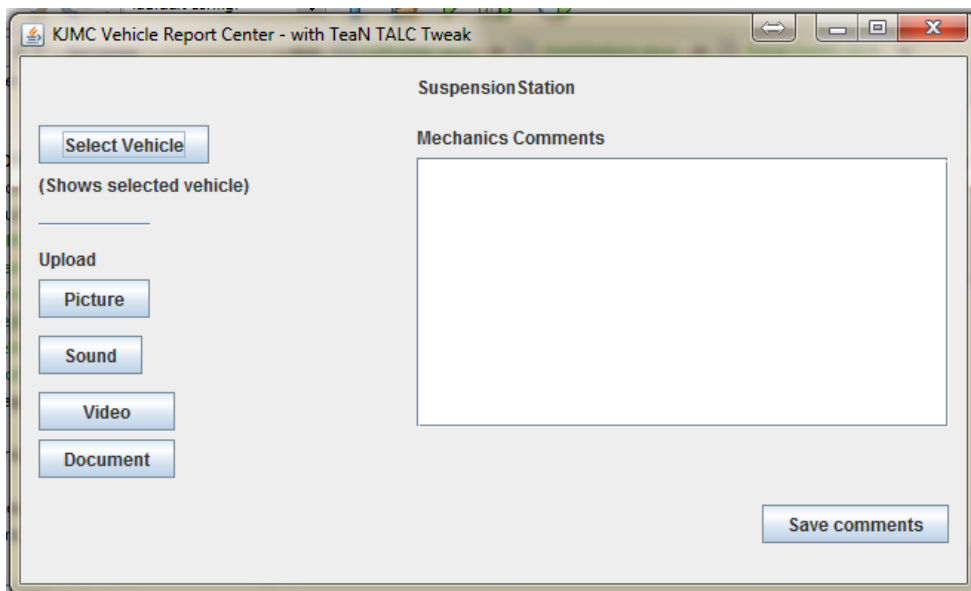 KJMC Vehicle Report Center - with TeaN TALC Tweak
SuspensionStation
Select Vehicle
Mechanics Comments
(Shows selected vehicle)
Upload
Picture
Sound
Video
Document
Save comments